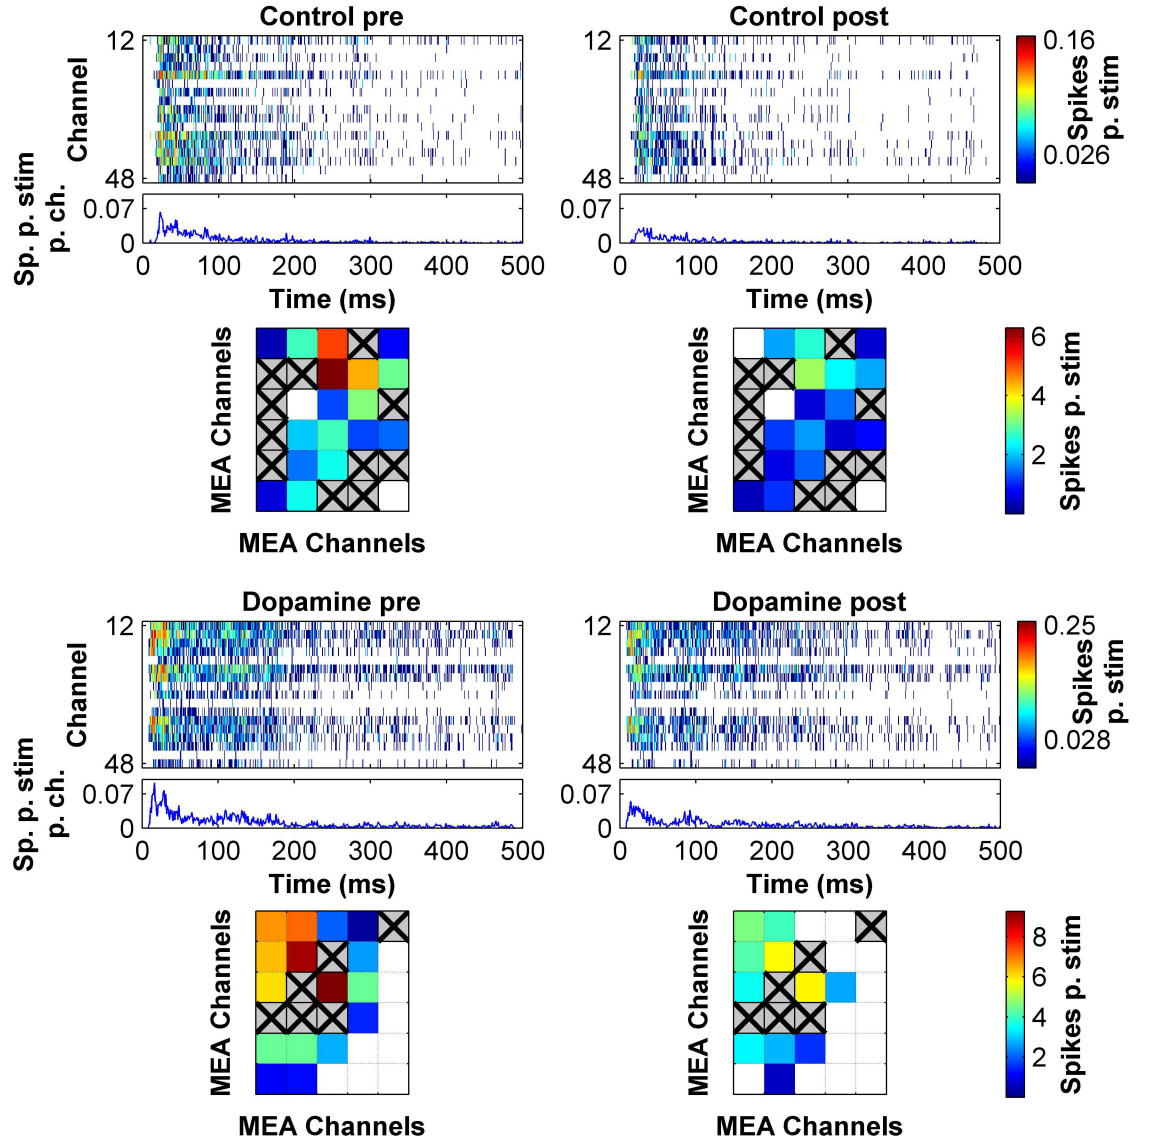 Control pre
Control post
12
48
Channel
12
48
0.16
0.026
Spikes
p. stim
Sp. p. stim
p. ch.
0.07
0
0 100 200 300 400 500
Time (ms)
0.07
0
0 100 200 300 400 500
Time (ms)
MEA Channels
MEA Channels
MEA Channels
MEA Channels
6
4
2
Spikes p. stim
Dopamine pre
Dopamine post
12
48
Channel
12
48
0.25
0.028
Spikes
p. stim
Sp. p. stim
p. ch.
0.07
0
0 100 200 300 400 500
Time (ms)
0.07
0
0 100 200 300 400 500
Time (ms)
MEA Channels
MEA Channels
MEA Channels
MEA Channels
8
6
4
2
Spikes p. stim